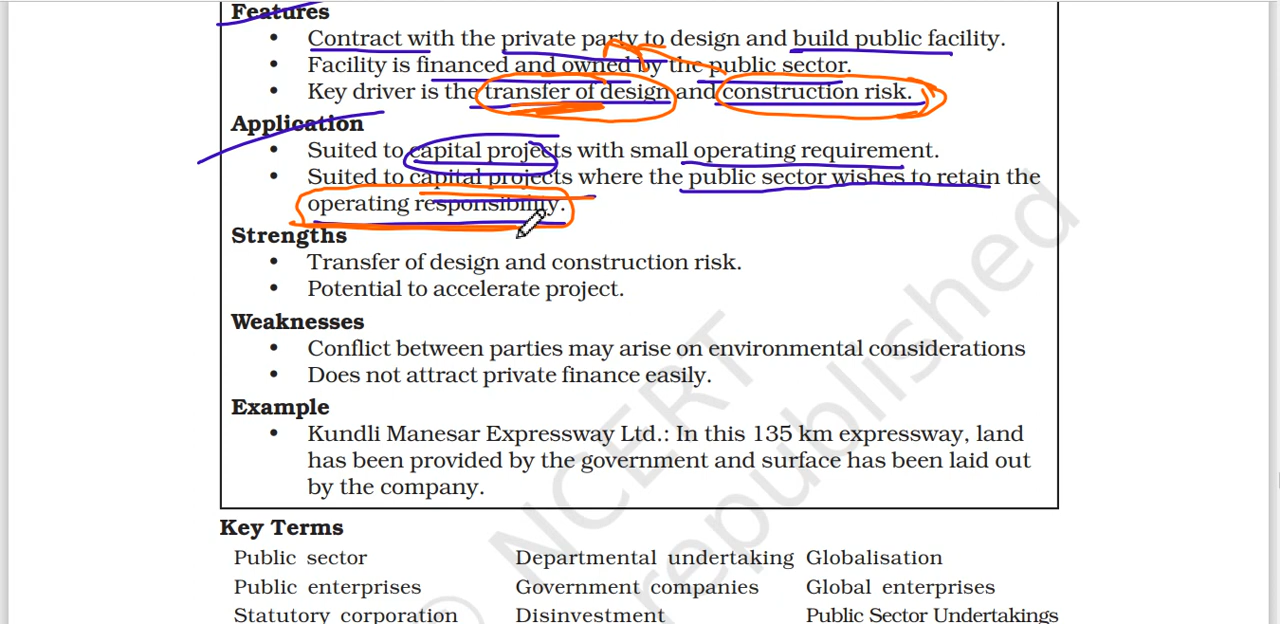 Features
• Contract with the private party to design and build public facility.
• Facility is financed and owned by the public sector.
• Key driver is the transfer of design and construction risk.
Application
• Suited to capital projects with small operating requirement.
• Suited to capital projects where the public sector wishes to retain the
operating responsibility.
Strengths
• Transfer of design and construction risk.
• Potential to accelerate project.
Weaknesses
• Conflict between parties may arise on environmental considerations
• Does not attract private finance easily.
Example
• Kundli Manesar Expressway Ltd.: In this 135 km expressway, land
has been provided by the government and surface has been laid out
by the company.
Key Terms
Public sector Departmental undertaking Globalisation
Public enterprises Government companies Global enterprises
Statutory corporation Disinvestment Public Sector Undertakings
© NCERT
republished